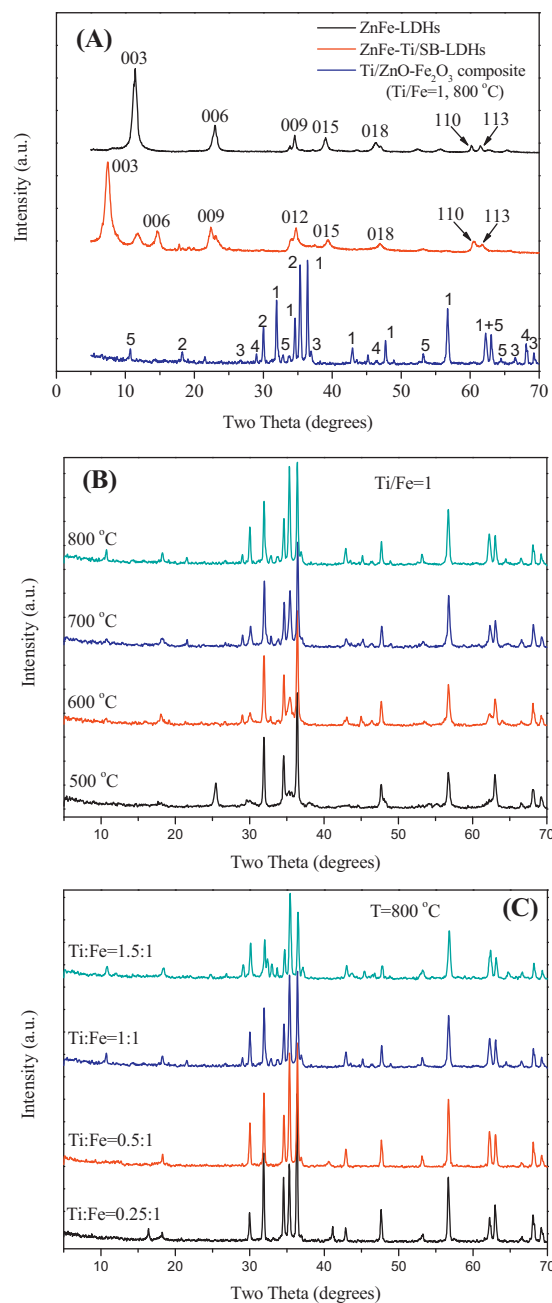 (A)
ZnFe-LDHs
ZnFe-Ti/SB-LDHs
Ti/ZnO-Fe₂O₃ composite
(Ti/Fe=1, 800 °C)
003
006
009
015
018
110
113
003
006
009
012
015
018
110
113
5
2
3
4
2
1
5
1
2
1
3
1
4
1
5
1
1+5
5
3
4
3
Intensity (a.u.)
0 10 20 30 40 50 60 70
Two Theta (degrees)
(B)
Ti/Fe=1
800 °C
700 °C
600 °C
500 °C
Intensity (a.u.)
10 20 30 40 50 60 70
Two Theta (degrees)
(C)
T=800 °C
Ti:Fe=1.5:1
Ti:Fe=1:1
Ti:Fe=0.5:1
Ti:Fe=0.25:1
Intensity (a.u.)
10 20 30 40 50 60 70
Two Theta (degrees)